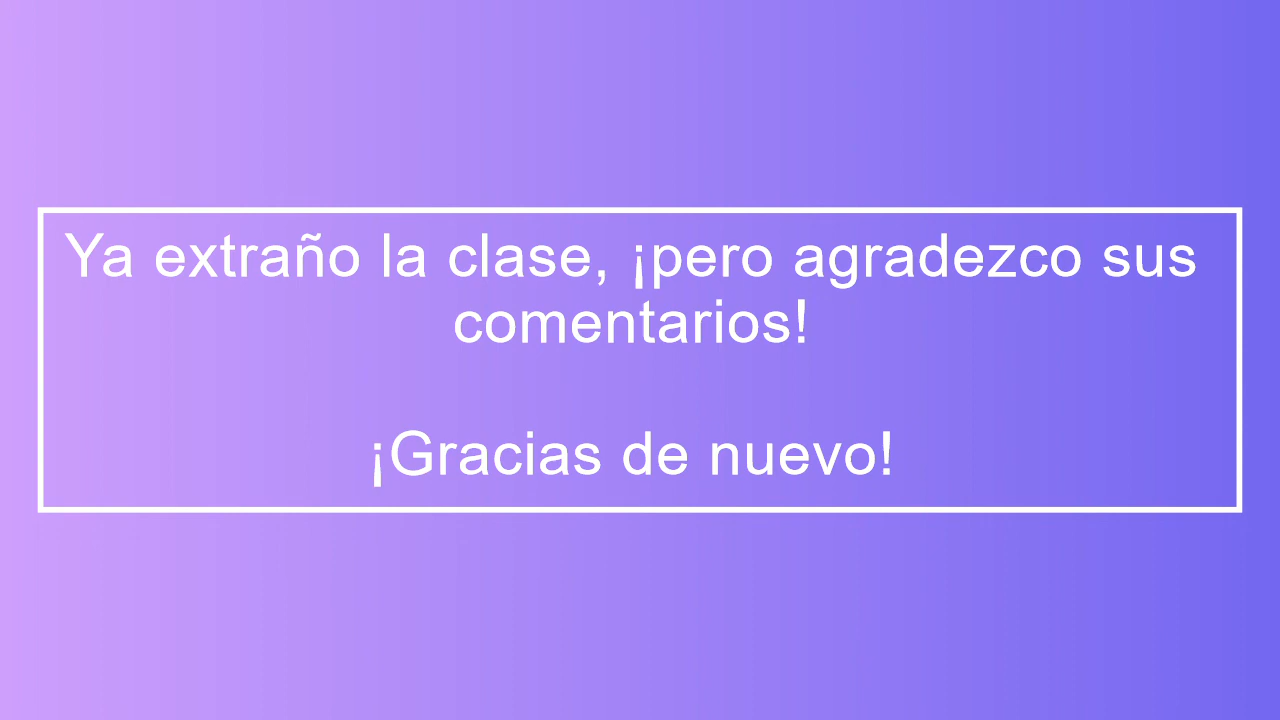 Ya extraño la clase, ¡pero agradezco sus
comentarios!
¡Gracias de nuevo!